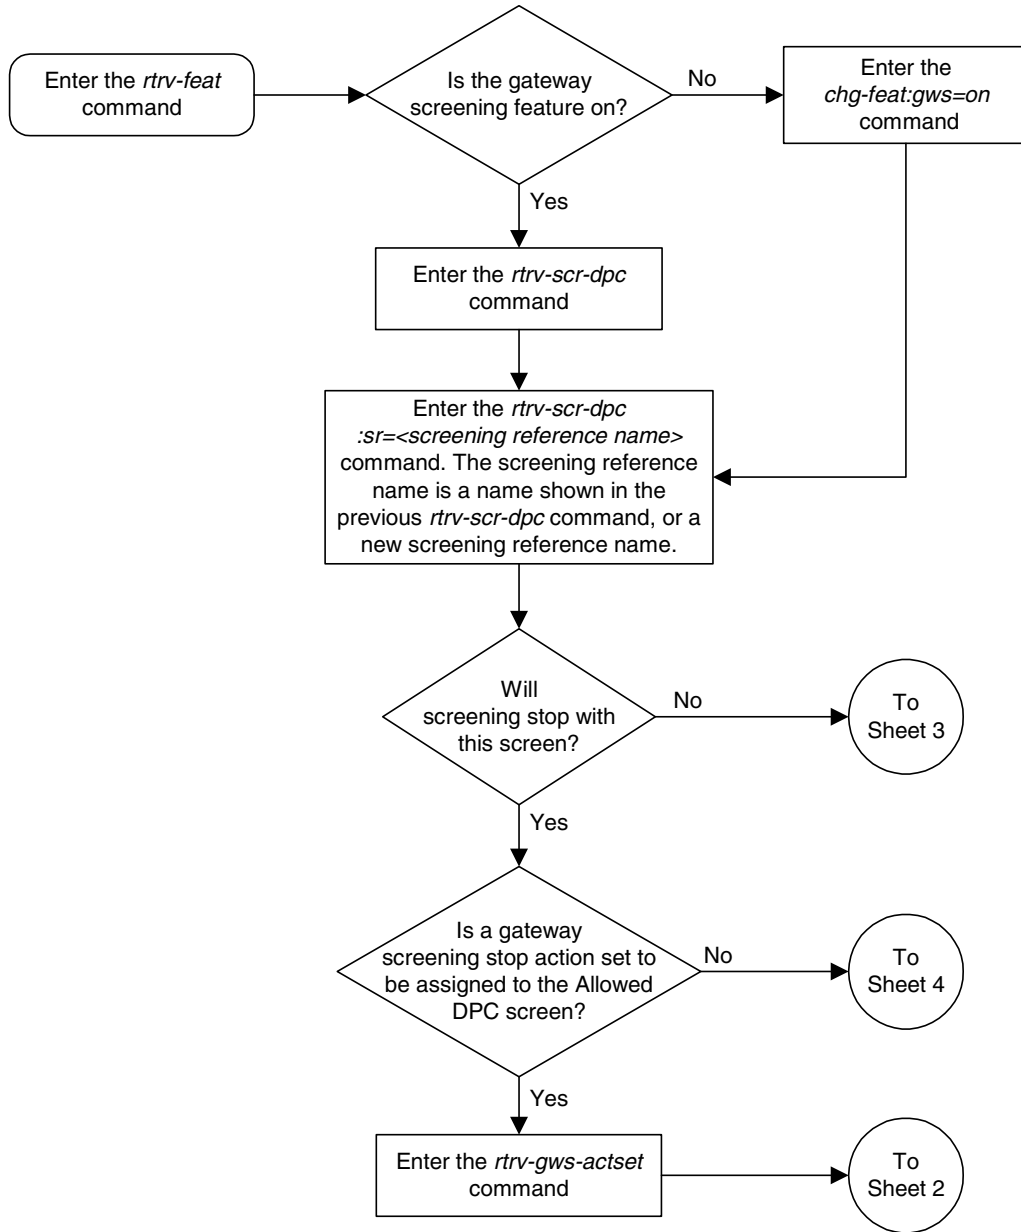 Enter the rtrv-feat
command
Is the gateway
screening feature on?
No
Enter the
chg-feat:gws=on
command
Yes
Enter the rtrv-scr-dpc
command
Enter the rtrv-scr-dpc
:sr=<screening reference name>
command. The screening reference
name is a name shown in the
previous rtrv-scr-dpc command, or a
new screening reference name.
Will
screening stop with
this screen?
No
To
Sheet 3
Yes
Is a gateway
screening stop action set to
be assigned to the Allowed
DPC screen?
No
To
Sheet 4
Yes
Enter the rtrv-gws-actset
command
To
Sheet 2